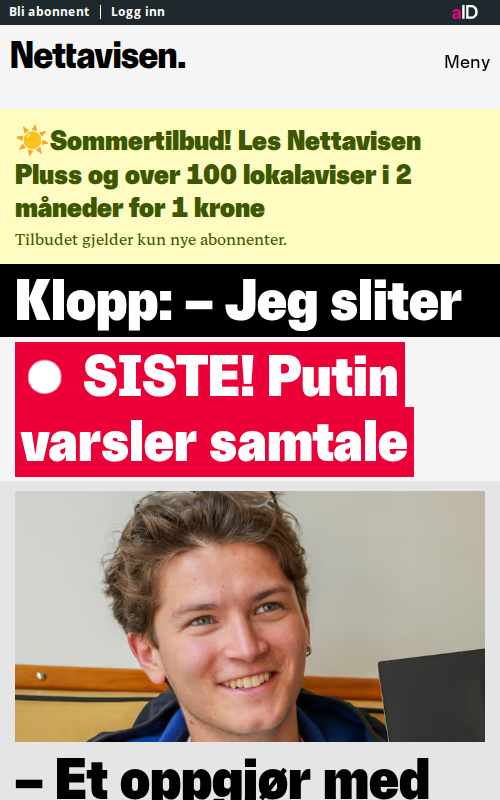 Bli abonnent
Logg inn
aID
Nettavisen.
Meny
☀️Sommertilbud! Les Nettavisen
Pluss og over 100 lokalaviser i 2
måneder for 1 krone
Tilbudet gjelder kun nye abonnenter.
Klopp: – Jeg sliter
SISTE! Putin
varsler samtale
– Et oppgjør med